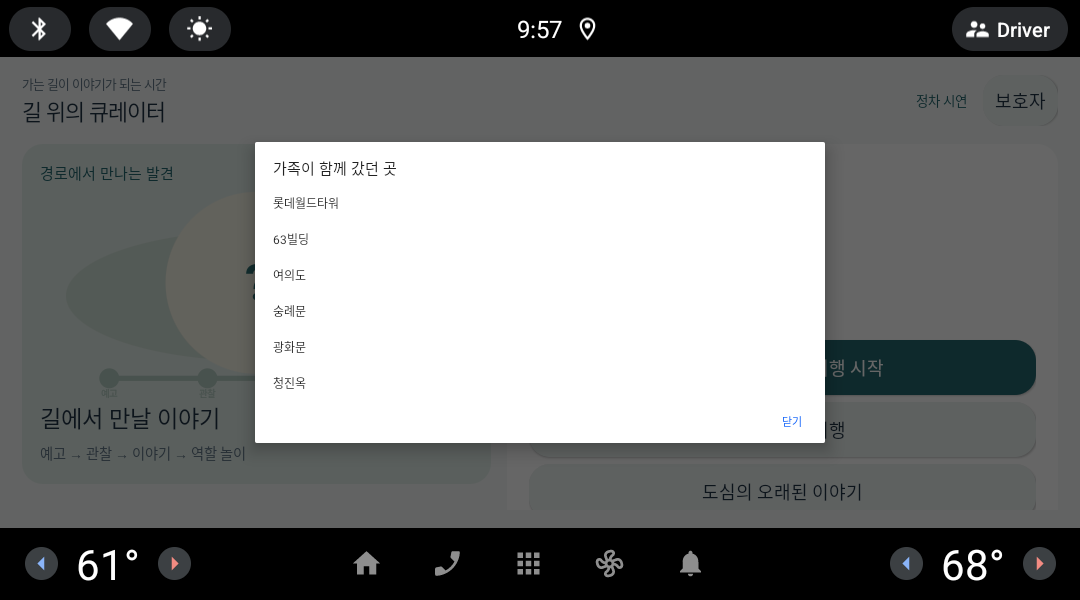 9:57
Driver
가는 길이 이야기가 되는 시간
길 위의 큐레이터
정차 시연
보호자
경로에서 만나는 발견
가족이 함께 갔던 곳
롯데월드타워
63빌딩
여의도
숭례문
광화문
청진옥
닫기
예고
관찰
길에서 만날 이야기
예고 → 관찰 → 이야기 → 역할 놀이
행 시작
행
도심의 오래된 이야기
61°
68°